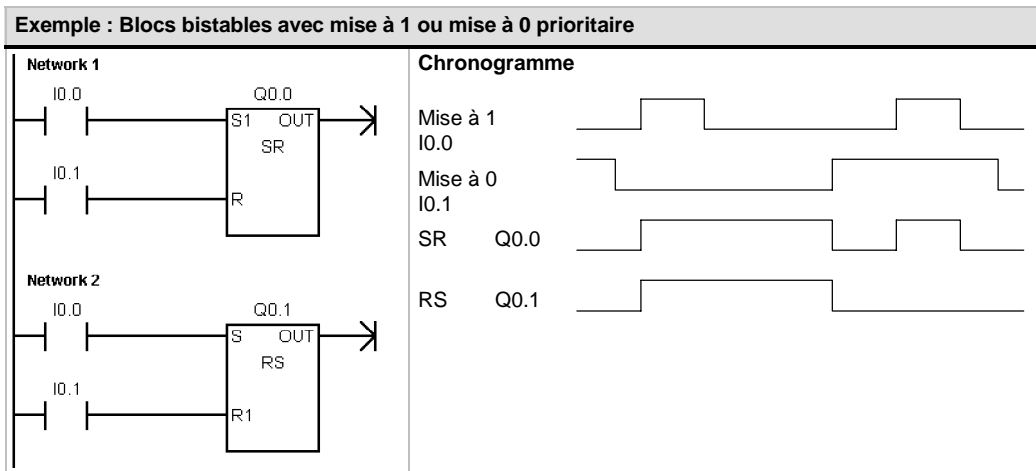 Exemple : Blocs bistables avec mise à 1 ou mise à 0 prioritaire
Network 1
I0.0
Q0.0
S1 OUT
SR
I0.1
R
Network 2
I0.0
Q0.1
S OUT
RS
I0.1
R1
Chronogramme
Mise à 1
I0.0
Mise à 0
I0.1
SR Q0.0
RS Q0.1